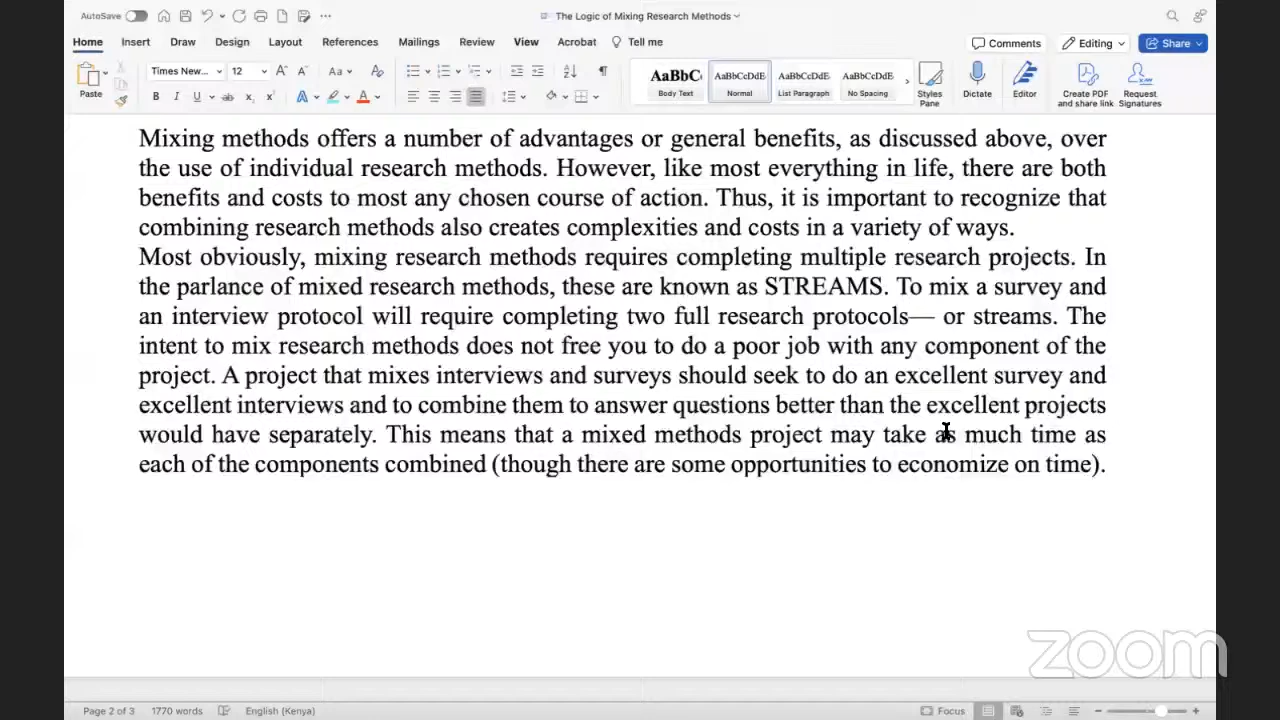 AutoSave
The Logic of Mixing Research Methods
Home Insert Draw Design Layout References Mailings Review View Acrobat Tell me Comments Editing Share
Paste Times New... 12 AaBbC Body Text AaBbCcDdE Normal AaBbCcDdE List Paragraph AaBbCcDdE No Spacing Styles Pane Dictate Editor Create PDF and share link Request Signatures
Mixing methods offers a number of advantages or general benefits, as discussed above, over
the use of individual research methods. However, like most everything in life, there are both
benefits and costs to most any chosen course of action. Thus, it is important to recognize that
combining research methods also creates complexities and costs in a variety of ways.
Most obviously, mixing research methods requires completing multiple research projects. In
the parlance of mixed research methods, these are known as STREAMS. To mix a survey and
an interview protocol will require completing two full research protocols— or streams. The
intent to mix research methods does not free you to do a poor job with any component of the
project. A project that mixes interviews and surveys should seek to do an excellent survey and
excellent interviews and to combine them to answer questions better than the excellent projects
would have separately. This means that a mixed methods project may take as much time as
each of the components combined (though there are some opportunities to economize on time).
zoom
Page 2 of 3 1770 words English (Kenya) Focus